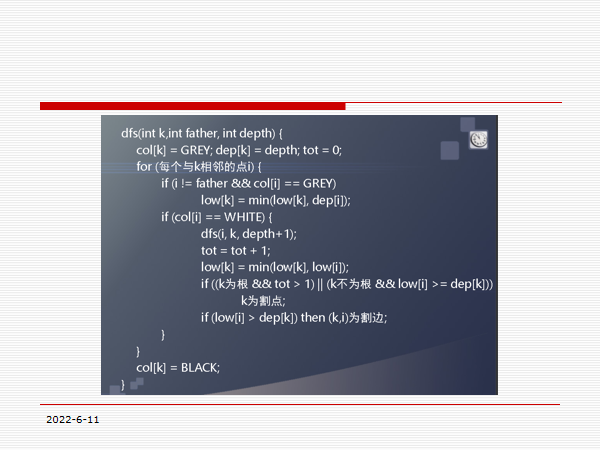 dfs(int k,int father, int depth) {
col[k] = GREY; dep[k] = depth; tot = 0;
for (每个与k相邻的点i) {
if (i != father && col[i] == GREY)
low[k] = min(low[k], dep[i]);
if (col[i] == WHITE) {
dfs(i, k, depth+1);
tot = tot + 1;
low[k] = min(low[k], low[i]);
if ((k为根 && tot > 1) || (k不为根 && low[i] >= dep[k]))
k为割点;
if (low[i] > dep[k]) then (k,i)为割边;
}
}
col[k] = BLACK;
}
2022-6-11